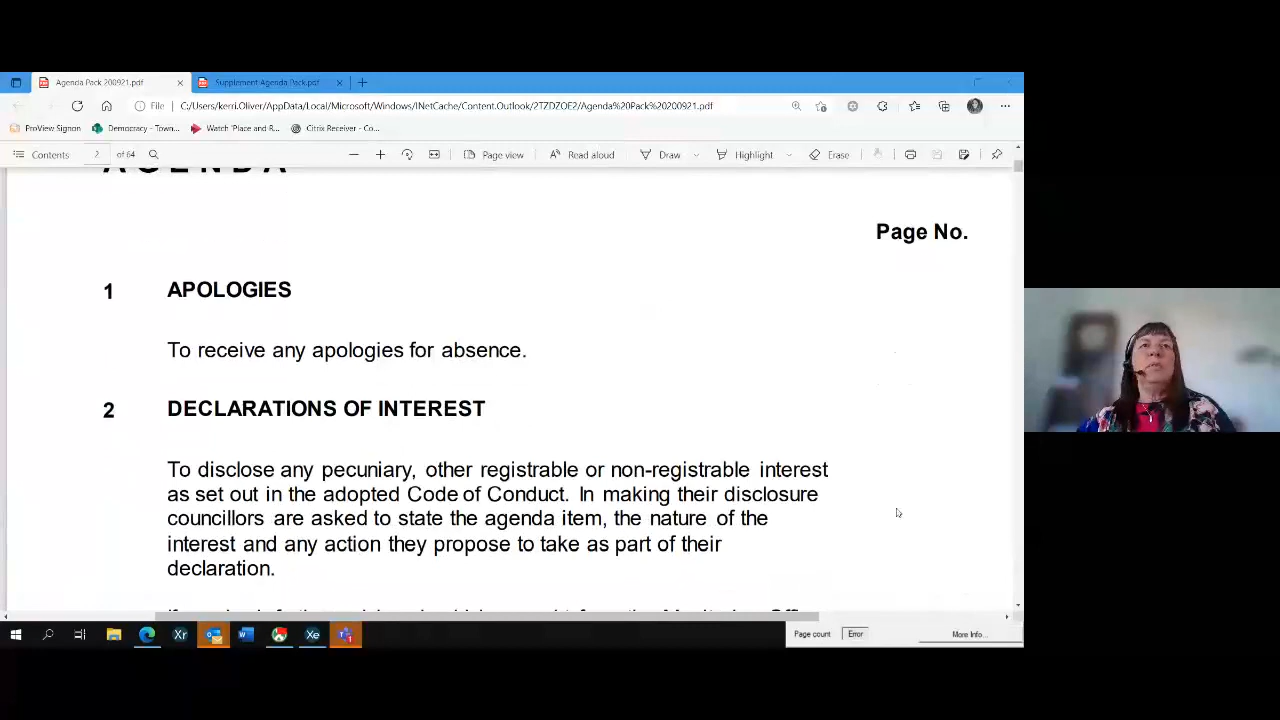 Agenda Pack 200921.pdf
Supplement Agenda Pack.pdf
File
C:/Users/kerri.Oliver/AppData/Local/Microsoft/Windows/INetCache/Content.Outlook/2TZDZOE2/Agenda%20Pack%20200921.pdf
ProView Signon
Democracy - Town...
Watch 'Place and R...
Citrix Receiver - Co...
Contents
2
of 64
Page view
Read aloud
Draw
Highlight
Erase
AGENDA
Page No.
1 APOLOGIES
To receive any apologies for absence.
2 DECLARATIONS OF INTEREST
To disclose any pecuniary, other registrable or non-registrable interest
as set out in the adopted Code of Conduct. In making their disclosure
councillors are asked to state the agenda item, the nature of the
interest and any action they propose to take as part of their
declaration.
Page count
Error
More Info...